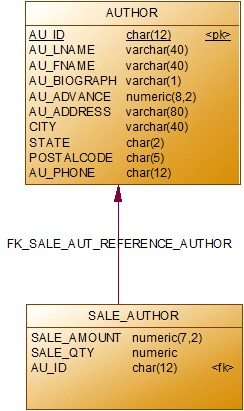 AUTHOR
AU_ID char(12) <pk>
AU_LNAME varchar(40)
AU_FNAME varchar(40)
AU_BIOGRAPH varchar(1)
AU_ADVANCE numeric(8,2)
AU_ADDRESS varchar(80)
CITY varchar(40)
STATE char(2)
POSTALCODE char(5)
AU_PHONE char(12)
FK_SALE_AUT_REFERENCE_AUTHOR
SALE_AUTHOR
SALE_AMOUNT numeric(7,2)
SALE_QTY numeric
AU_ID char(12) <fk>